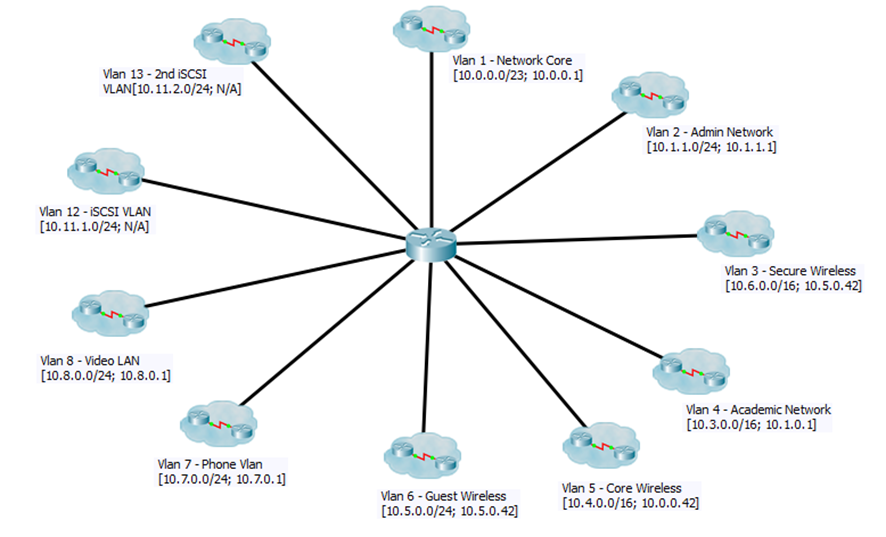 Vlan 13 - 2nd iSCSI
VLAN[10.11.2.0/24; N/A]
Vlan 1 - Network Core
[10.0.0.0/23; 10.0.0.1]
Vlan 2 - Admin Network
[10.1.1.0/24; 10.1.1.1]
Vlan 12 - iSCSI VLAN
[10.11.1.0/24; N/A]
Vlan 3 - Secure Wireless
[10.6.0.0/16; 10.5.0.42]
Vlan 8 - Video LAN
[10.8.0.0/24; 10.8.0.1]
Vlan 4 - Academic Network
[10.3.0.0/16; 10.1.0.1]
Vlan 7 - Phone Vlan
[10.7.0.0/24; 10.7.0.1]
Vlan 6 - Guest Wireless
[10.5.0.0/24; 10.5.0.42]
Vlan 5 - Core Wireless
[10.4.0.0/16; 10.0.0.42]